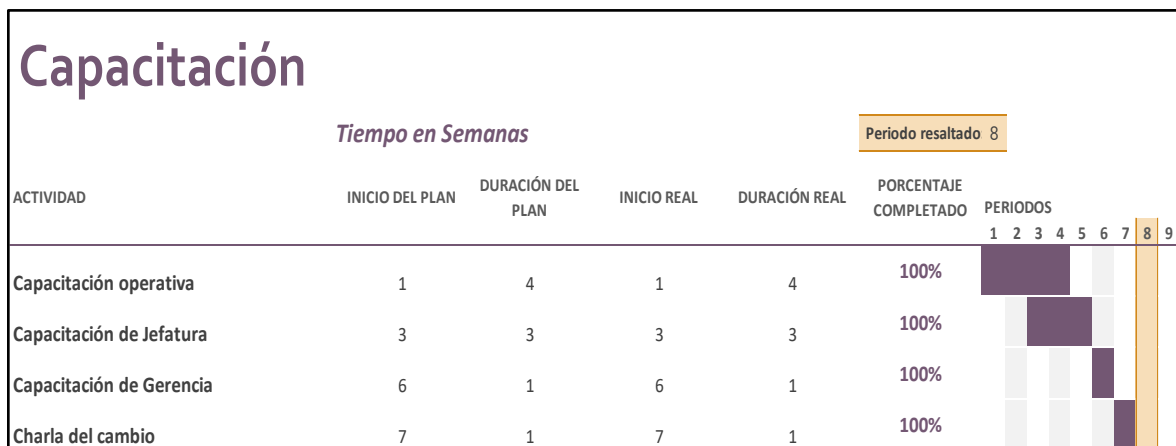 Capacitación
Tiempo en Semanas
Periodo resaltado 8
ACTIVIDAD INICIO DEL PLAN DURACIÓN DEL PLAN INICIO REAL DURACIÓN REAL PORCENTAJE COMPLETADO PERIODOS
1 2 3 4 5 6 7 8 9
Capacitación operativa 1 4 1 4 100%
Capacitación de Jefatura 3 3 3 3 100%
Capacitación de Gerencia 6 1 6 1 100%
Charla del cambio 7 1 7 1 100%